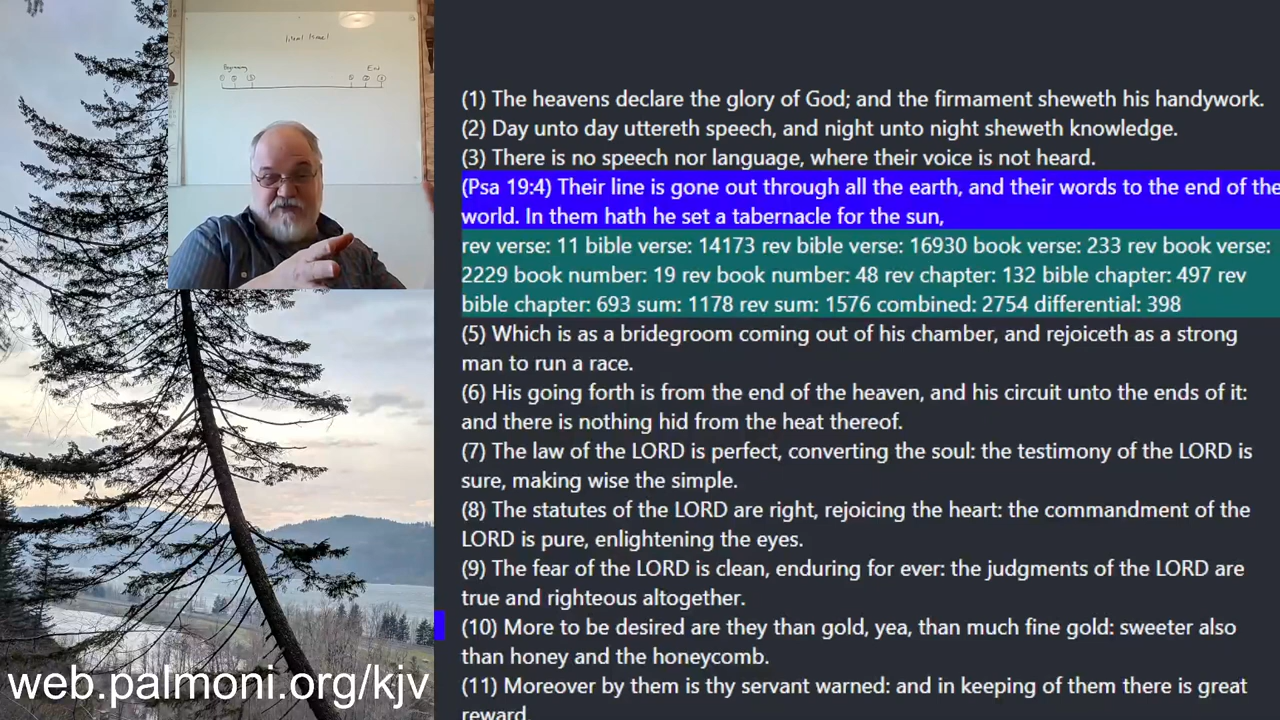 Beginning
End
(1) The heavens declare the glory of God; and the firmament sheweth his handywork.
(2) Day unto day uttereth speech, and night unto night sheweth knowledge.
(3) There is no speech nor language, where their voice is not heard.
(Psa 19:4) Their line is gone out through all the earth, and their words to the end of the
world. In them hath he set a tabernacle for the sun,
rev verse: 11 bible verse: 14173 rev bible verse: 16930 book verse: 233 rev book verse:
2229 book number: 19 rev book number: 48 rev chapter: 132 bible chapter: 497 rev
bible chapter: 693 sum: 1178 rev sum: 1576 combined: 2754 differential: 398
(5) Which is as a bridegroom coming out of his chamber, and rejoiceth as a strong
man to run a race.
(6) His going forth is from the end of the heaven, and his circuit unto the ends of it:
and there is nothing hid from the heat thereof.
(7) The law of the LORD is perfect, converting the soul: the testimony of the LORD is
sure, making wise the simple.
(8) The statutes of the LORD are right, rejoicing the heart: the commandment of the
LORD is pure, enlightening the eyes.
(9) The fear of the LORD is clean, enduring for ever: the judgments of the LORD are
true and righteous altogether.
(10) More to be desired are they than gold, yea, than much fine gold: sweeter also
than honey and the honeycomb.
(11) Moreover by them is thy servant warned: and in keeping of them there is great
reward.
web.palmoni.org/kjv